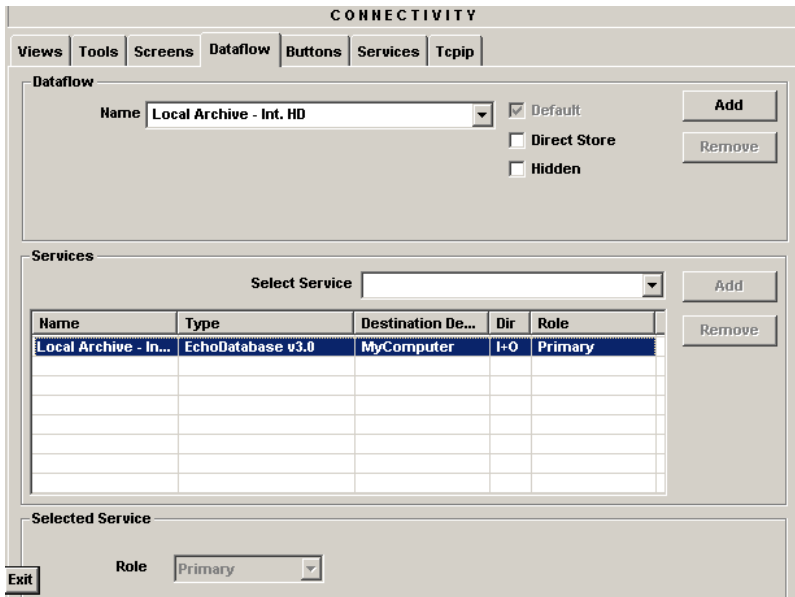 CONNECTIVITY
Views Tools Screens Dataflow Buttons Services Tcpip
Dataflow
Name Local Archive - Int. HD Default Add
Direct Store Remove
Hidden
Services
Select Service Add
Name Type Destination De... Dir Role Remove
Local Archive - In... EchoDatabase v3.0 MyComputer I+O Primary
Selected Service
Role Primary
Exit